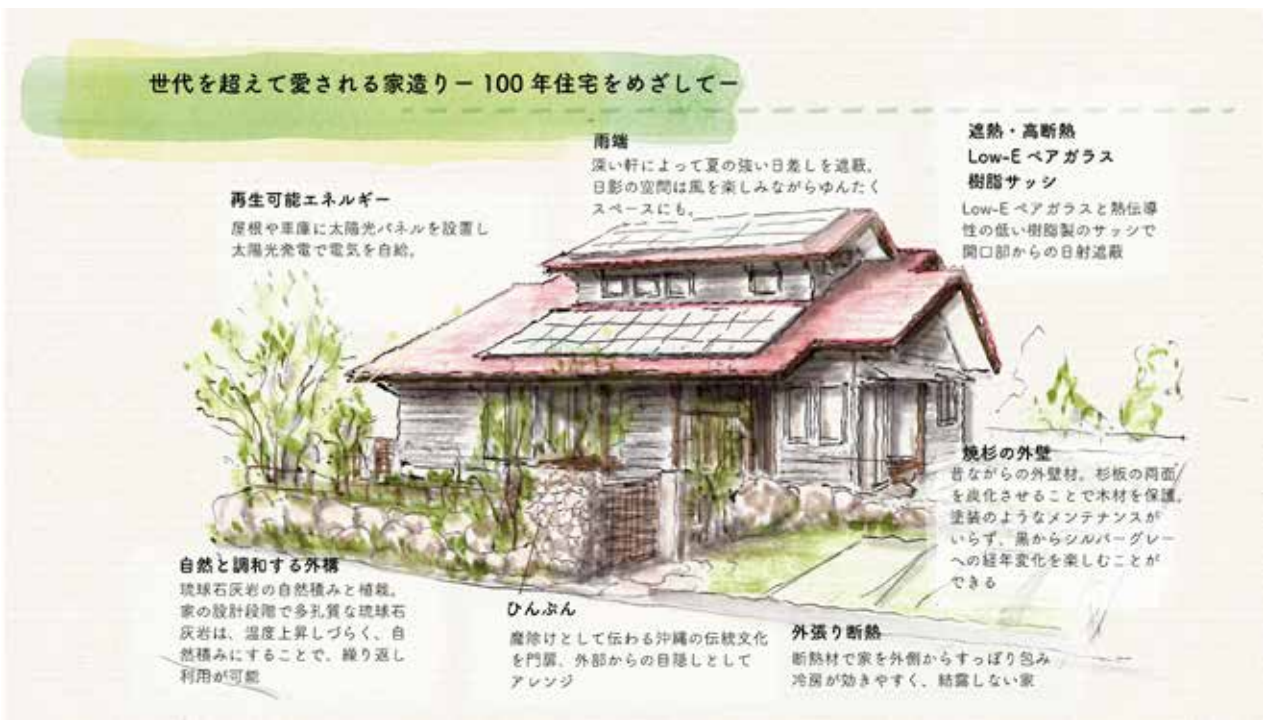 世代を超えて愛される家造りー 100 年住宅をめざしてー
雨端
深い軒によって夏の強い日差しを遮蔽。
日影の空間は風を楽しみながらゆんたく
スペースにも。
遮熱・高断熱
Low-E ペアガラス
樹脂サッシ
Low-E ペアガラスと熱伝導
性の低い樹脂製のサッシで
開口部からの日射遮蔽
再生可能エネルギー
屋根や車庫に太陽光パネルを設置し
太陽光発電で電気を自給。
焼杉の外壁
昔ながらの外壁材。杉板の両面
を炭化させることで木材を保護。
塗装のようなメンテナンスが
いらず、黒からシルバーグレー
への経年変化を楽しむことが
できる
自然と調和する外構
琉球石灰岩の自然積みと植栽。
家の設計段階で多孔質な琉球石
灰岩は、温度上昇しづらく、自
然積みにすることで、繰り返し
利用が可能
ひんぷん
魔除けとして伝わる沖縄の伝統文化
を門扉、外部からの目隠しとして
アレンジ
外張り断熱
断熱材で家を外側からすっぽり包み
冷房が効きやすく、結露しない家